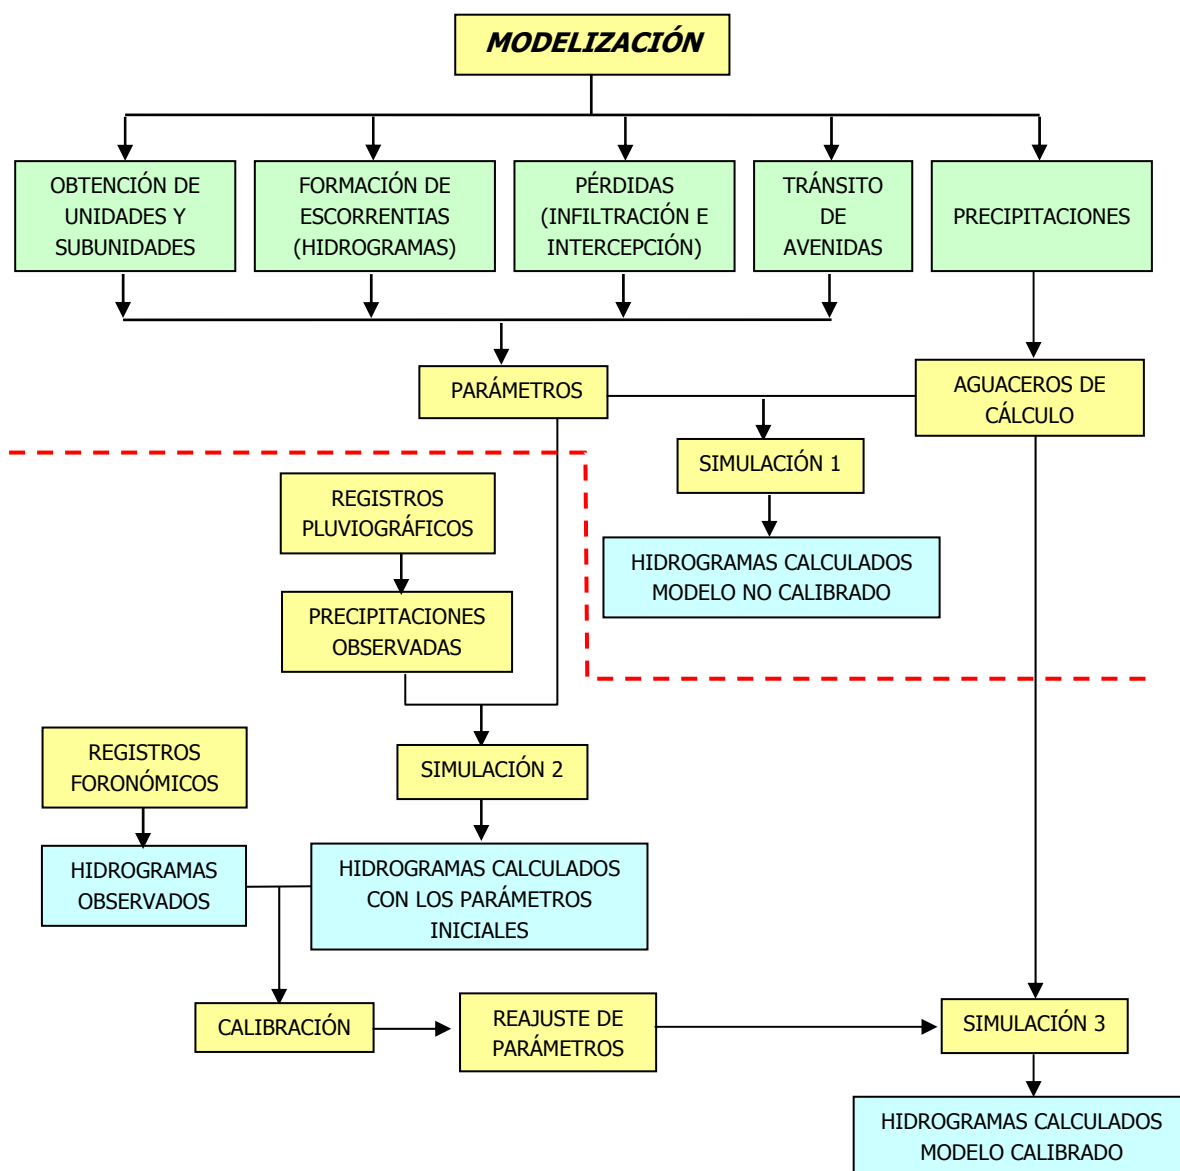 MODELIZACIÓN
OBTENCIÓN DE
UNIDADES Y
SUBUNIDADES
FORMACIÓN DE
ESCORRENTIAS
(HIDROGRAMAS)
PÉRDIDAS
(INFILTRACIÓN E
INTERCEPCIÓN)
TRÁNSITO
DE
AVENIDAS
PRECIPITACIONES
PARÁMETROS
AGUACEROS DE
CÁLCULO
SIMULACIÓN 1
REGISTROS
PLUVIOGRÁFICOS
HIDROGRAMAS CALCULADOS
MODELO NO CALIBRADO
PRECIPITACIONES
OBSERVADAS
REGISTROS
FORONÓMICOS
SIMULACIÓN 2
HIDROGRAMAS
OBSERVADOS
HIDROGRAMAS CALCULADOS
CON LOS PARÁMETROS
INICIALES
CALIBRACIÓN
REAJUSTE DE
PARÁMETROS
SIMULACIÓN 3
HIDROGRAMAS CALCULADOS
MODELO CALIBRADO